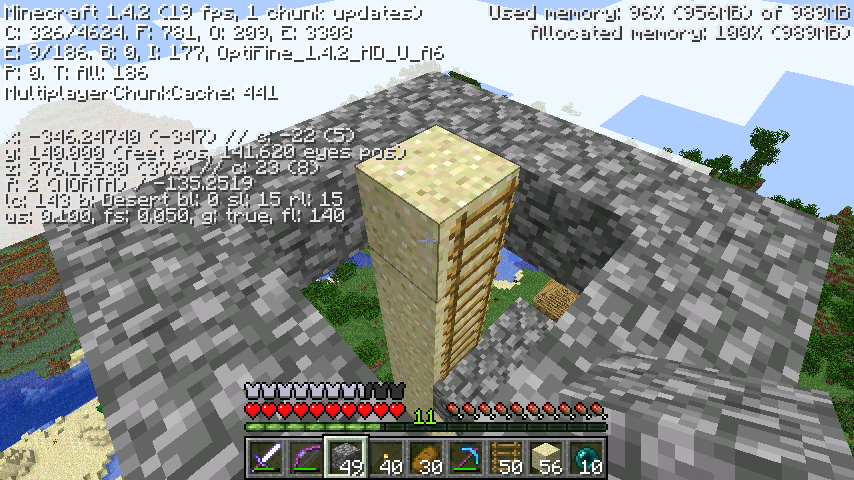 Minecraft 1.4.2 (19 fps, 1 chunk updates)
Used memory: 96% (956MB) of 989MB
C: 326/4624, F: 781, O: 209, E: 3308
Allocated memory: 100% (989MB)
E: 9/186, B: 0, I: 177, OptiFine_1.4.2_HD_U_A6
P: 0, T: All: 186
MultiplayerChunkCache: 441
x: -346.24740 (-347) // c: -22 (5)
y: 140.000 (feet pos, 141.620 eyes pos)
z: 376.13530 (376) // c: 23 (8)
f: 2 (NORTH) / -135.2519
lc: 143 b: Desert bl: 0 sl: 15 rl: 15
ws: 0.100, fs: 0.050, g: true, fl: 140
11
49
40
30
50
56
10